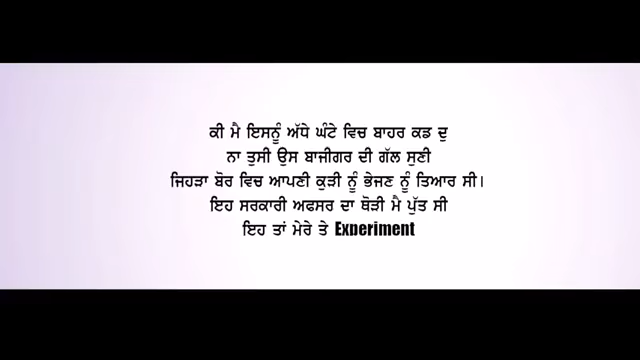 ਕੀ ਮੈ ਇਸਨੂੰ ਅੱਧੇ ਘੰਟੇ ਵਿਚ ਬਾਹਰ ਕਡ ਦੁ
ਨਾ ਤੁਸੀ ਉਸ ਬਾਜੀਗਰ ਦੀ ਗੱਲ ਸੁਣੀ
ਜਿਹੜਾ ਬੋਰ ਵਿਚ ਆਪਣੀ ਕੁੜੀ ਨੂੰ ਭੇਜਣ ਨੂੰ ਤਿਆਰ ਸੀ।
ਇਹ ਸਰਕਾਰੀ ਅਫਸਰ ਦਾ ਥੋੜੀ ਮੈ ਪੁੱਤ ਸੀ
ਇਹ ਤਾਂ ਮੇਰੇ ਤੇ Experiment